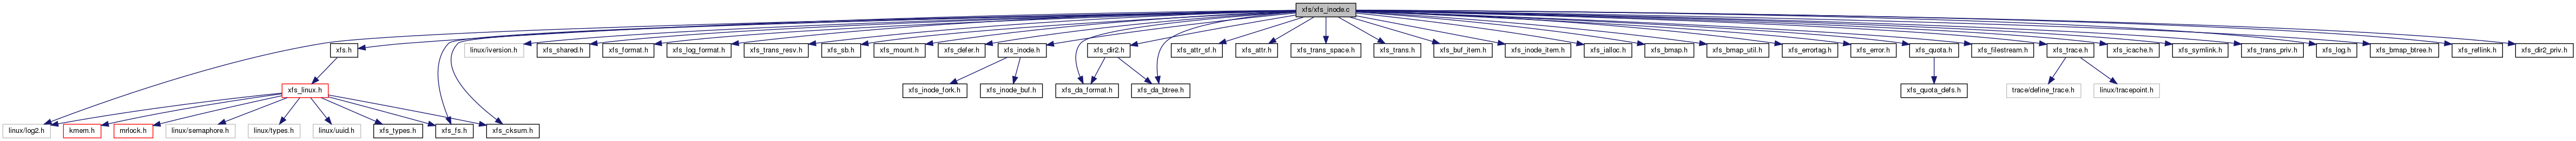 xfs/xfs_inode.c
xfs.h
linux/iversion.h
xfs_shared.h
xfs_format.h
xfs_log_format.h
xfs_trans_resv.h
xfs_sb.h
xfs_mount.h
xfs_defer.h
xfs_inode.h
xfs_dir2.h
xfs_attr_sf.h
xfs_attr.h
xfs_trans_space.h
xfs_trans.h
xfs_buf_item.h
xfs_inode_item.h
xfs_ialloc.h
xfs_bmap.h
xfs_bmap_util.h
xfs_errortag.h
xfs_error.h
xfs_quota.h
xfs_filestream.h
xfs_trace.h
xfs_icache.h
xfs_symlink.h
xfs_trans_priv.h
xfs_log.h
xfs_bmap_btree.h
xfs_reflink.h
xfs_dir2_priv.h
xfs_linux.h
xfs_inode_fork.h
xfs_inode_buf.h
xfs_da_format.h
xfs_da_btree.h
xfs_quota_defs.h
trace/define_trace.h
linux/tracepoint.h
linux/log2.h
kmem.h
mrlock.h
linux/semaphore.h
linux/types.h
linux/uuid.h
xfs_types.h
xfs_fs.h
xfs_cksum.h